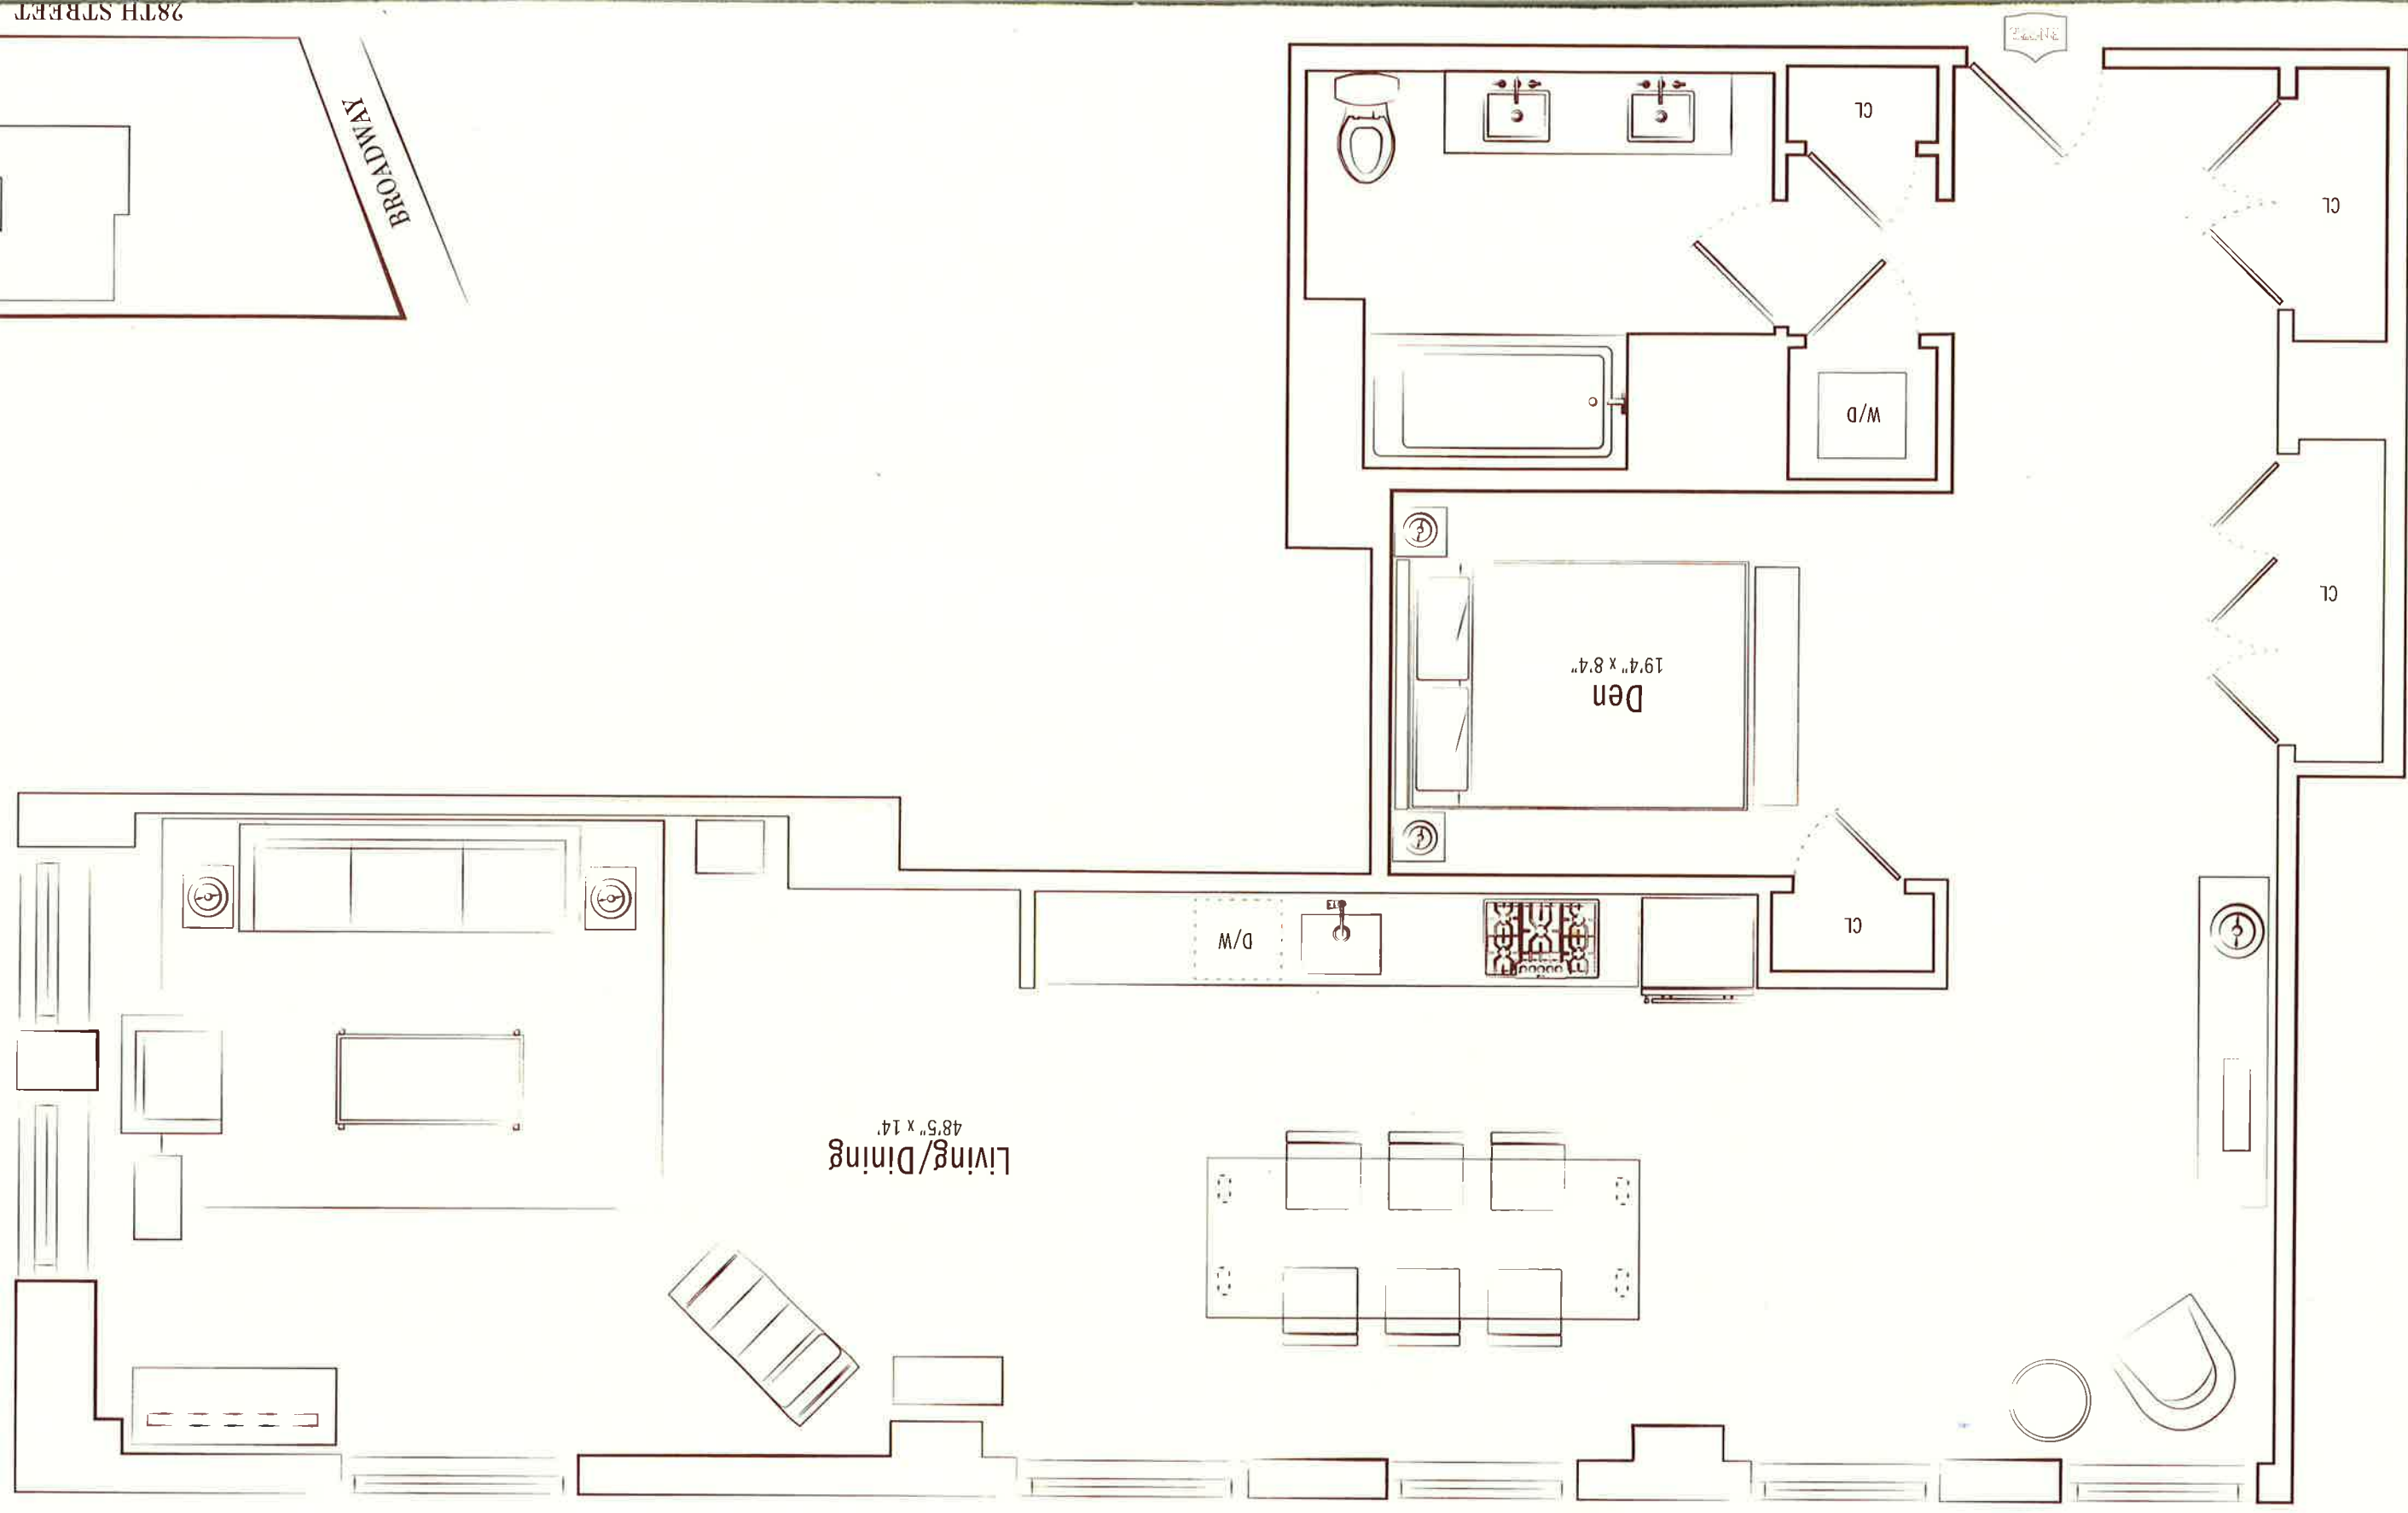 Living/Dining
48'5" x 14'
CL
D/W
Den
19'4" x 8'4"
CL
W/D
CL
CL
BROADWAY
28TH STREET